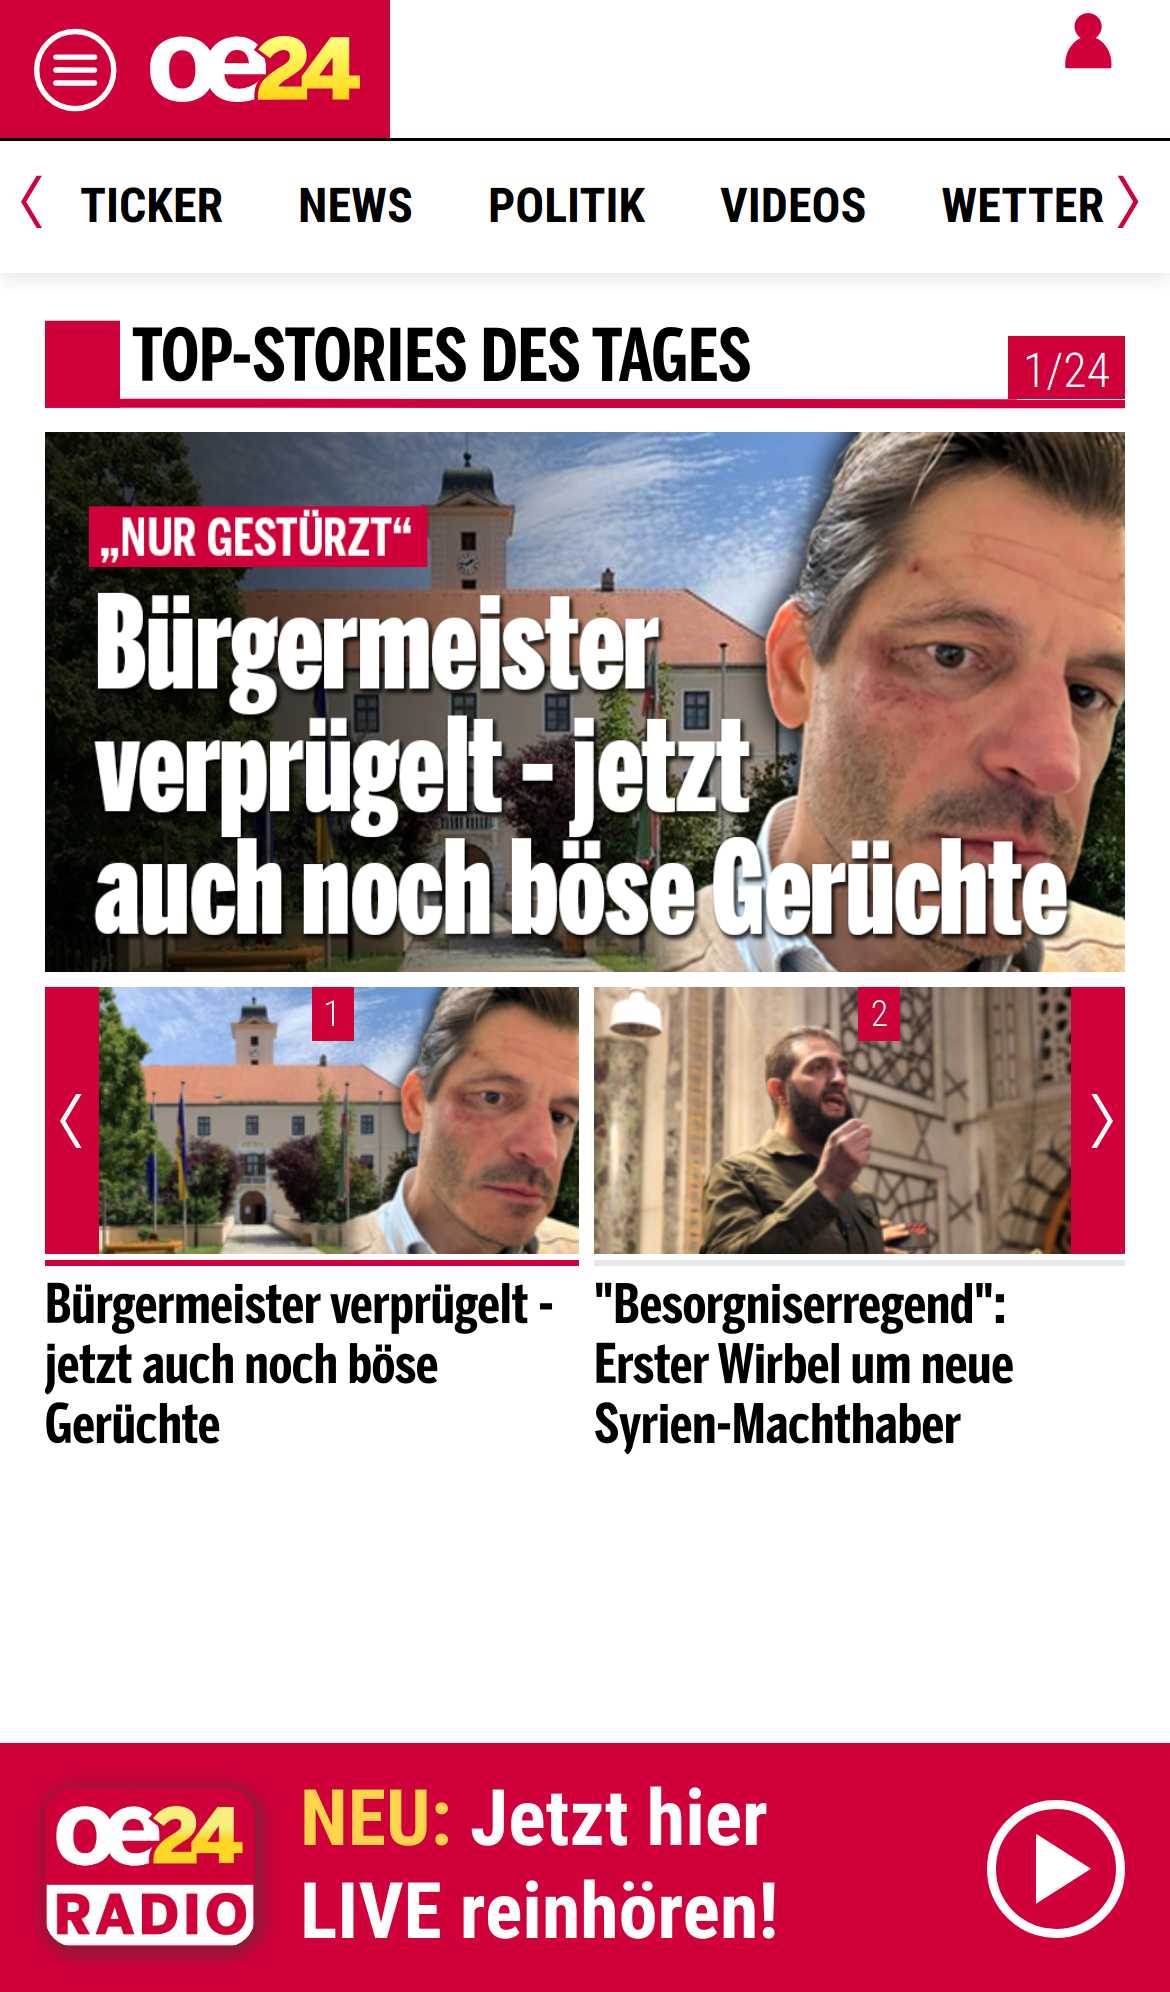 oe24
TICKER NEWS POLITIK VIDEOS WETTER
TOP-STORIES DES TAGES
1/24
„NUR GESTÜRZT“
Bürgermeister
verprügelt - jetzt
auch noch böse Gerüchte
1
2
Bürgermeister verprügelt -
jetzt auch noch böse
Gerüchte
"Besorgniserregend":
Erster Wirbel um neue
Syrien-Machthaber
oe24
RADIO
NEU: Jetzt hier
LIVE reinhören!